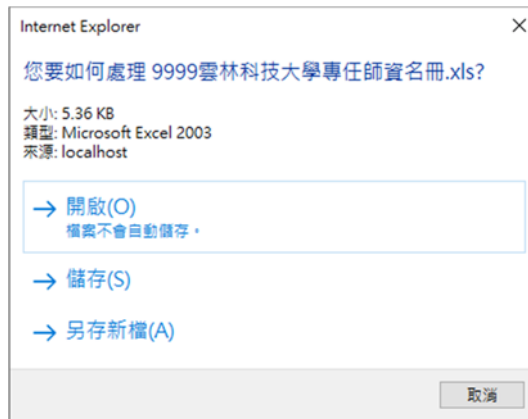 Internet Explorer
您要如何處理 9999雲林科技大學專任師資名冊.xls?
大小: 5.36 KB
類型: Microsoft Excel 2003
來源: localhost
開啟(O)
檔案不會自動儲存。
儲存(S)
另存新檔(A)
取消